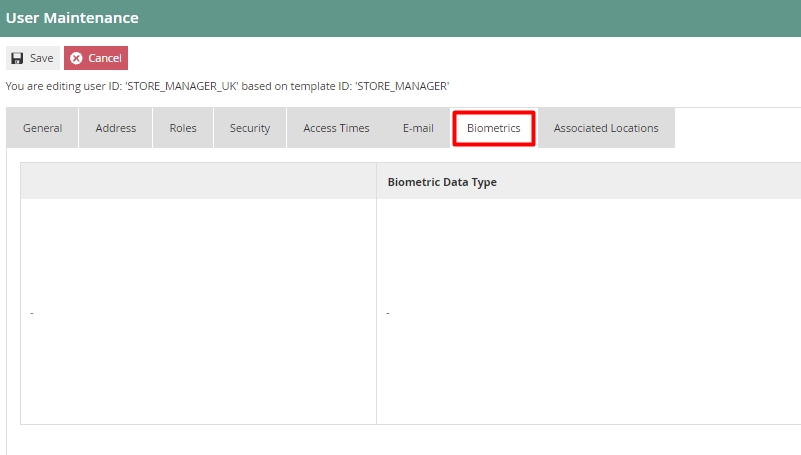 User Maintenance
Save Cancel
You are editing user ID: 'STORE_MANAGER_UK' based on template ID: 'STORE_MANAGER'
General Address Roles Security Access Times E-mail Biometrics Associated Locations
Biometric Data Type
- -